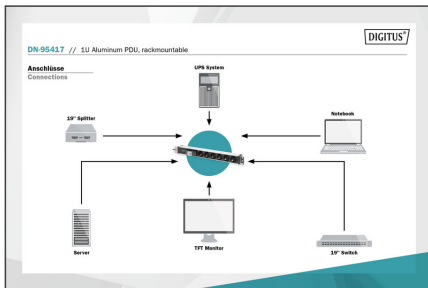 DIGITUS®
DN-95417 // 1U Aluminum PDU, rackmountable
Anschlüsse
Connections
UPS System
19" Splitter
Notebook
Server
TFT Monitor
19" Switch